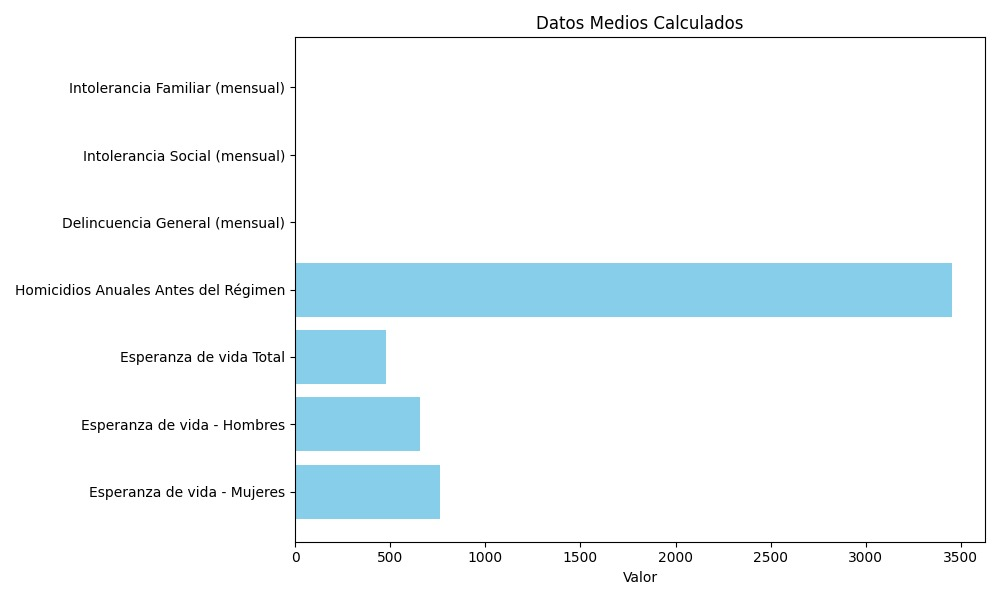 Datos Medios Calculados
Intolerancia Familiar (mensual)
Intolerancia Social (mensual)
Delincuencia General (mensual)
Homicidios Anuales Antes del Régimen
Esperanza de vida Total
Esperanza de vida - Hombres
Esperanza de vida - Mujeres
0 500 1000 1500 2000 2500 3000 3500
Valor